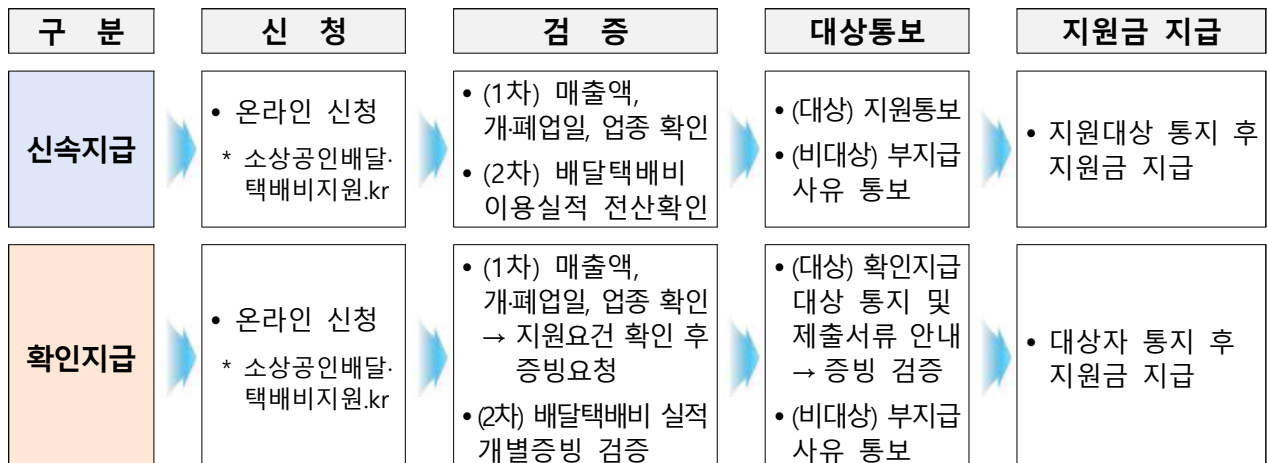 구 분
신 청
검 증
대상통보
지원금 지급
신속지급
• 온라인 신청
* 소상공인배달·
택배비지원.kr
• (1차) 매출액,
개·폐업일, 업종 확인
• (2차) 배달택배비
이용실적 전산확인
• (대상) 지원통보
• (비대상) 부지급
사유 통보
• 지원대상 통지 후
지원금 지급
확인지급
• 온라인 신청
* 소상공인배달·
택배비지원.kr
• (1차) 매출액,
개·폐업일, 업종 확인
→ 지원요건 확인 후
증빙요청
• (2차) 배달택배비 실적
개별증빙 검증
• (대상) 확인지급
대상 통지 및
제출서류 안내
→ 증빙 검증
• (비대상) 부지급
사유 통보
• 대상자 통지 후
지원금 지급